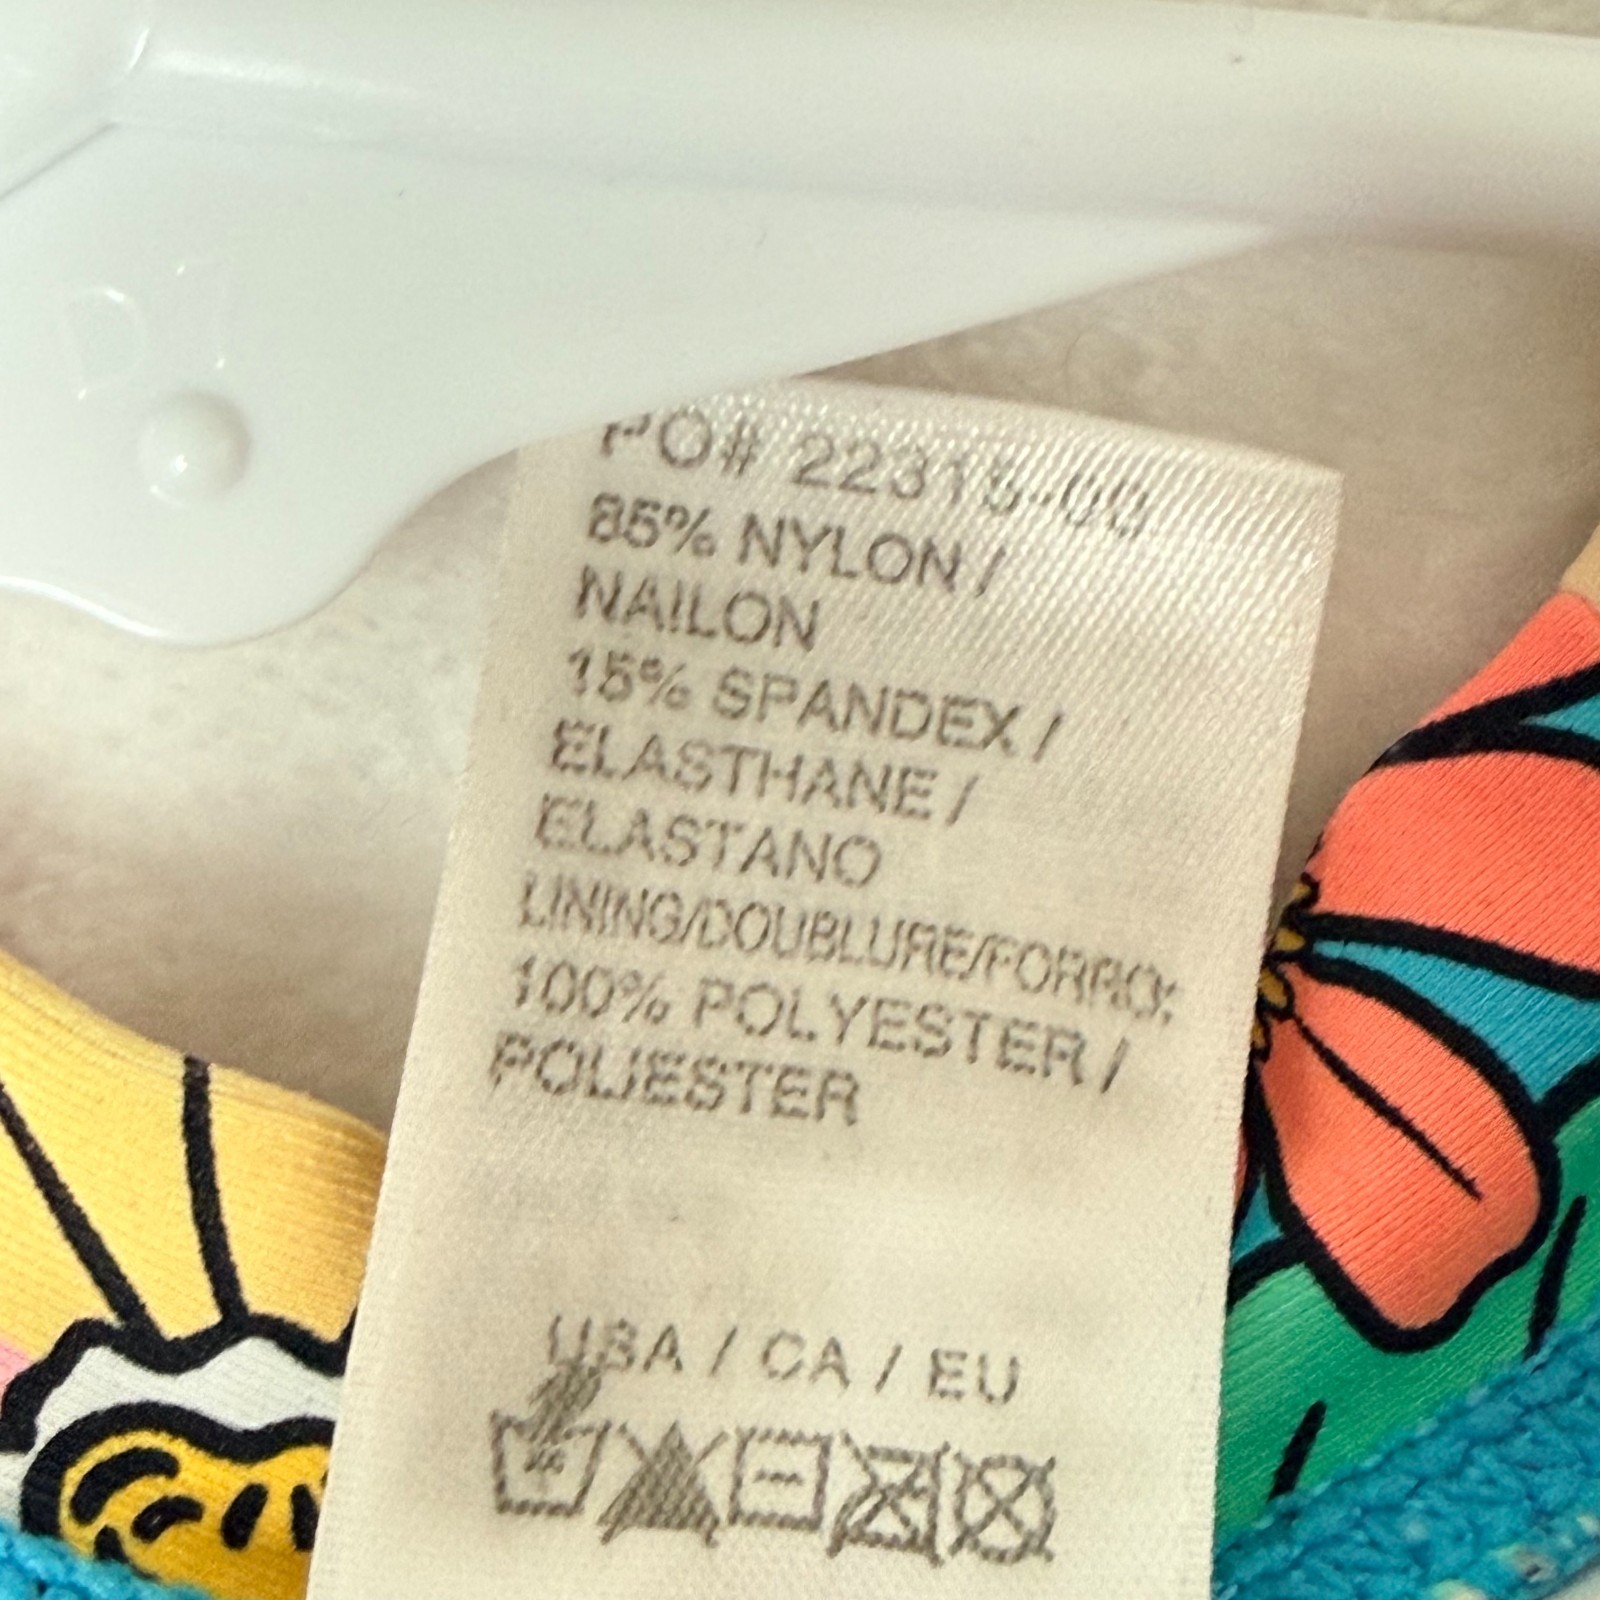 PO# 22315-00
85% NYLON /
NAILON
15% SPANDEX /
ELASTHANE /
ELASTANO
LINING/DOUBLURE/FORRO:
100% POLYESTER /
POLIESTER
USA / CA / EU